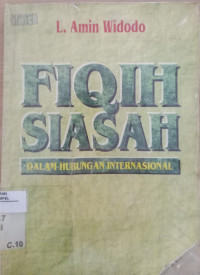 L. Amin Widodo
FIQIH
SIASAH
DALAM HUBUNGAN INTERNASIONAL
C.10